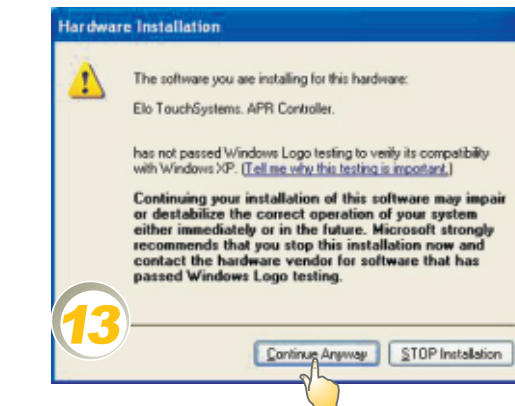 Hardware Installation
The software you are installing for this hardware:
Elo TouchSystems. APR Controller.
has not passed Windows Logo testing to verify its compatibility
with Windows XP. (Tell me why this testing is important.)
Continuing your installation of this software may impair
or destabilize the correct operation of your system
either immediately or in the future. Microsoft strongly
recommends that you stop this installation now and
contact the hardware vendor for software that has
passed Windows Logo testing.
13
Continue Anyway STOP Installation